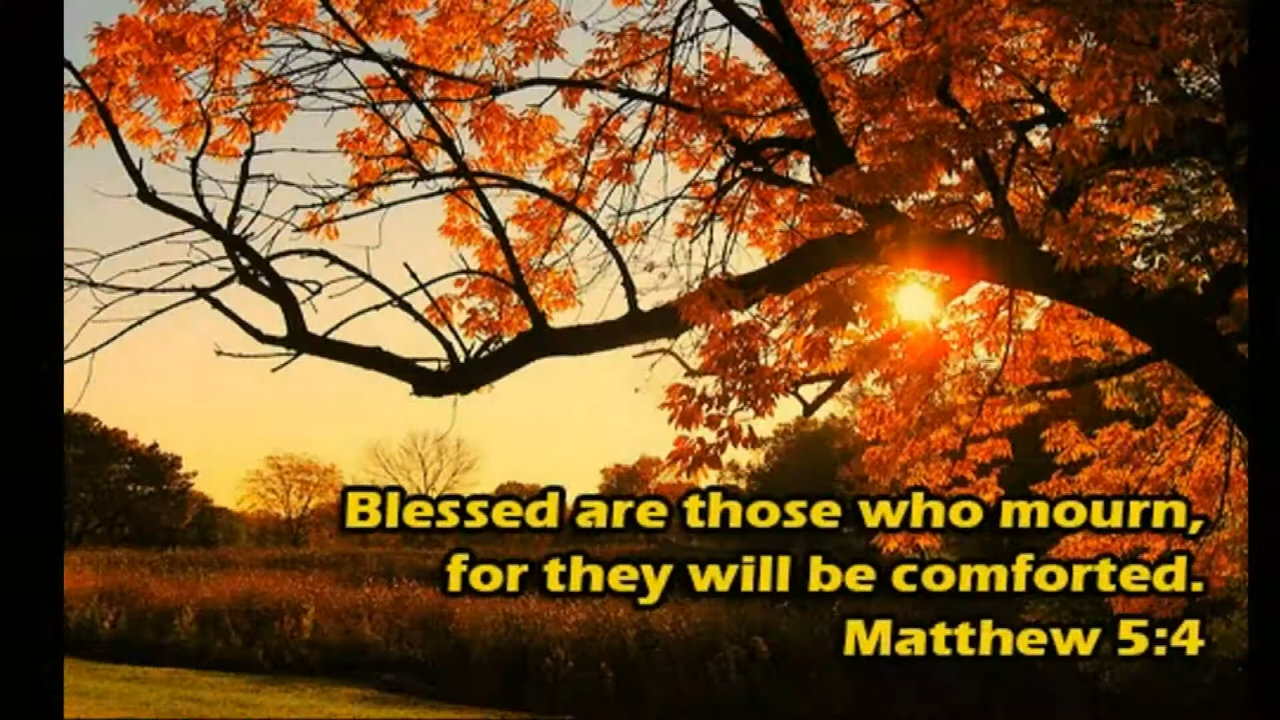 Blessed are those who mourn,
for they will be comforted.
Matthew 5:4